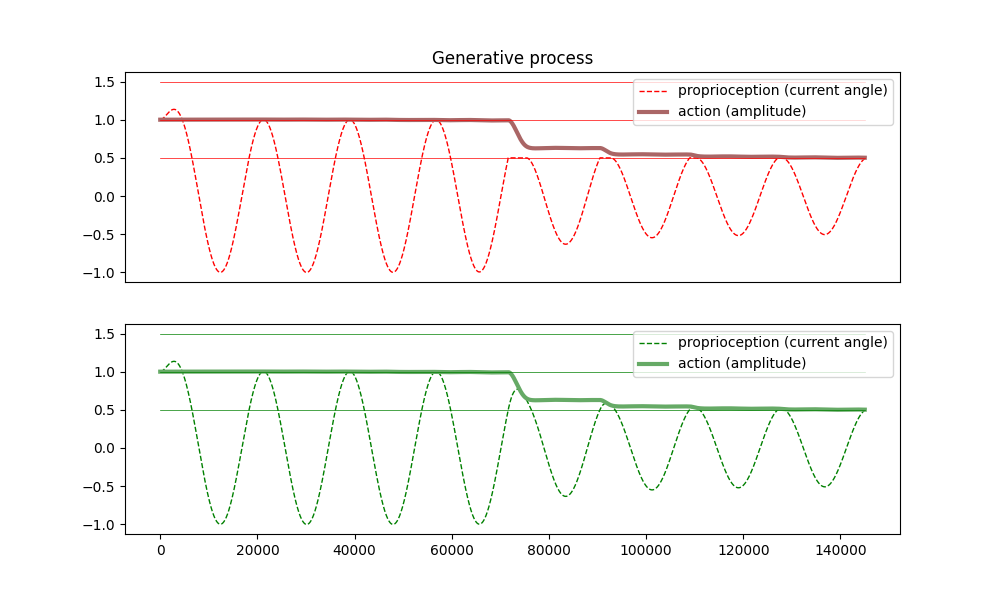 Generative process
1.5
1.0
0.5
0.0
−0.5
−1.0
proprioception (current angle)
action (amplitude)
1.5
1.0
0.5
0.0
−0.5
−1.0
proprioception (current angle)
action (amplitude)
0 20000 40000 60000 80000 100000 120000 140000